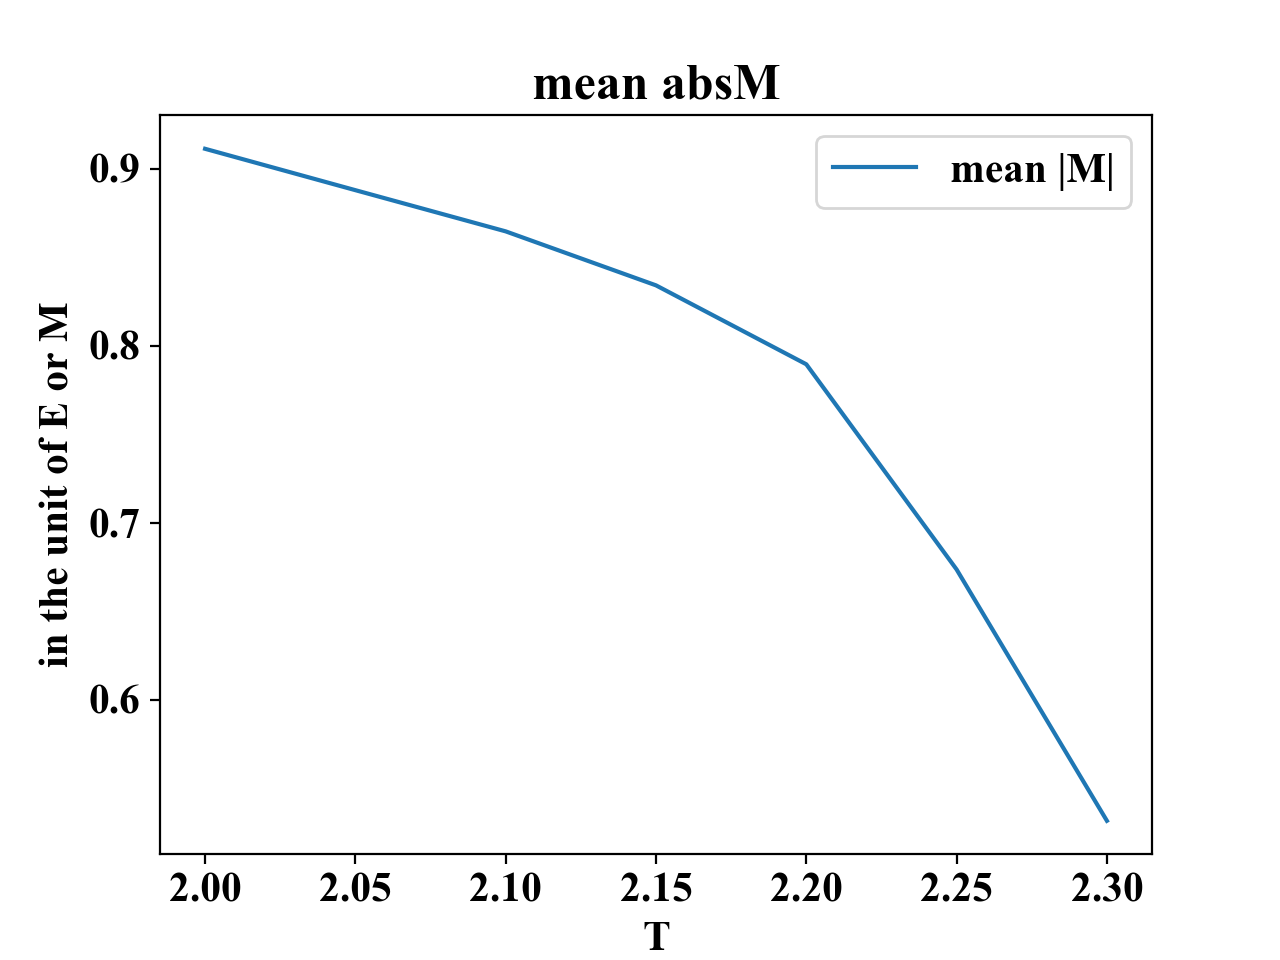 mean absM
mean |M|
in the unit of E or M
0.9
0.8
0.7
0.6
2.00 2.05 2.10 2.15 2.20 2.25 2.30
T